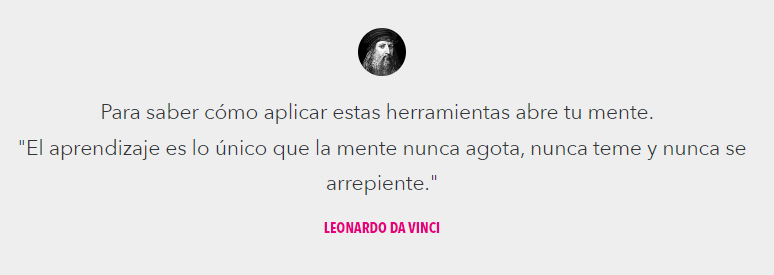 Para saber cómo aplicar estas herramientas abre tu mente.
"El aprendizaje es lo único que la mente nunca agota, nunca teme y nunca se
arrepiente."
LEONARDO DA VINCI